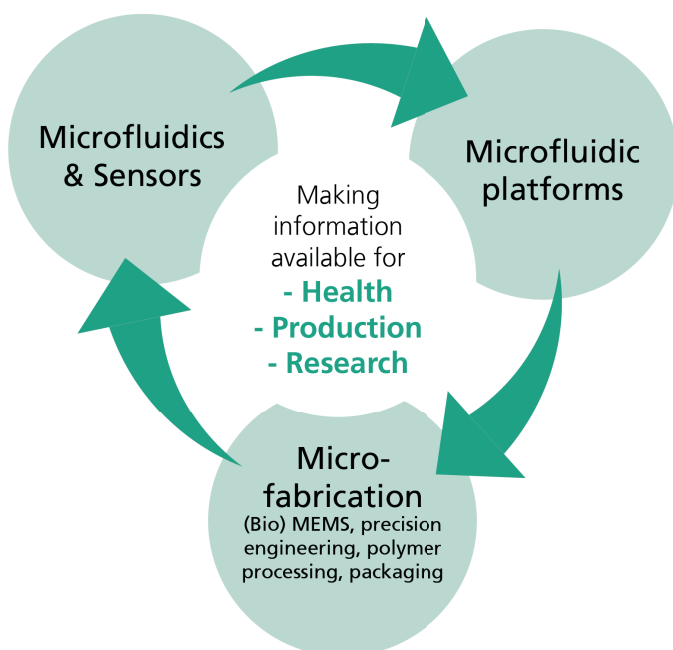 Microfluidics
& Sensors
Microfluidic
platforms
Making
information
available for
- Health
- Production
- Research
Micro-
fabrication
(Bio) MEMS, precision
engineering, polymer
processing, packaging